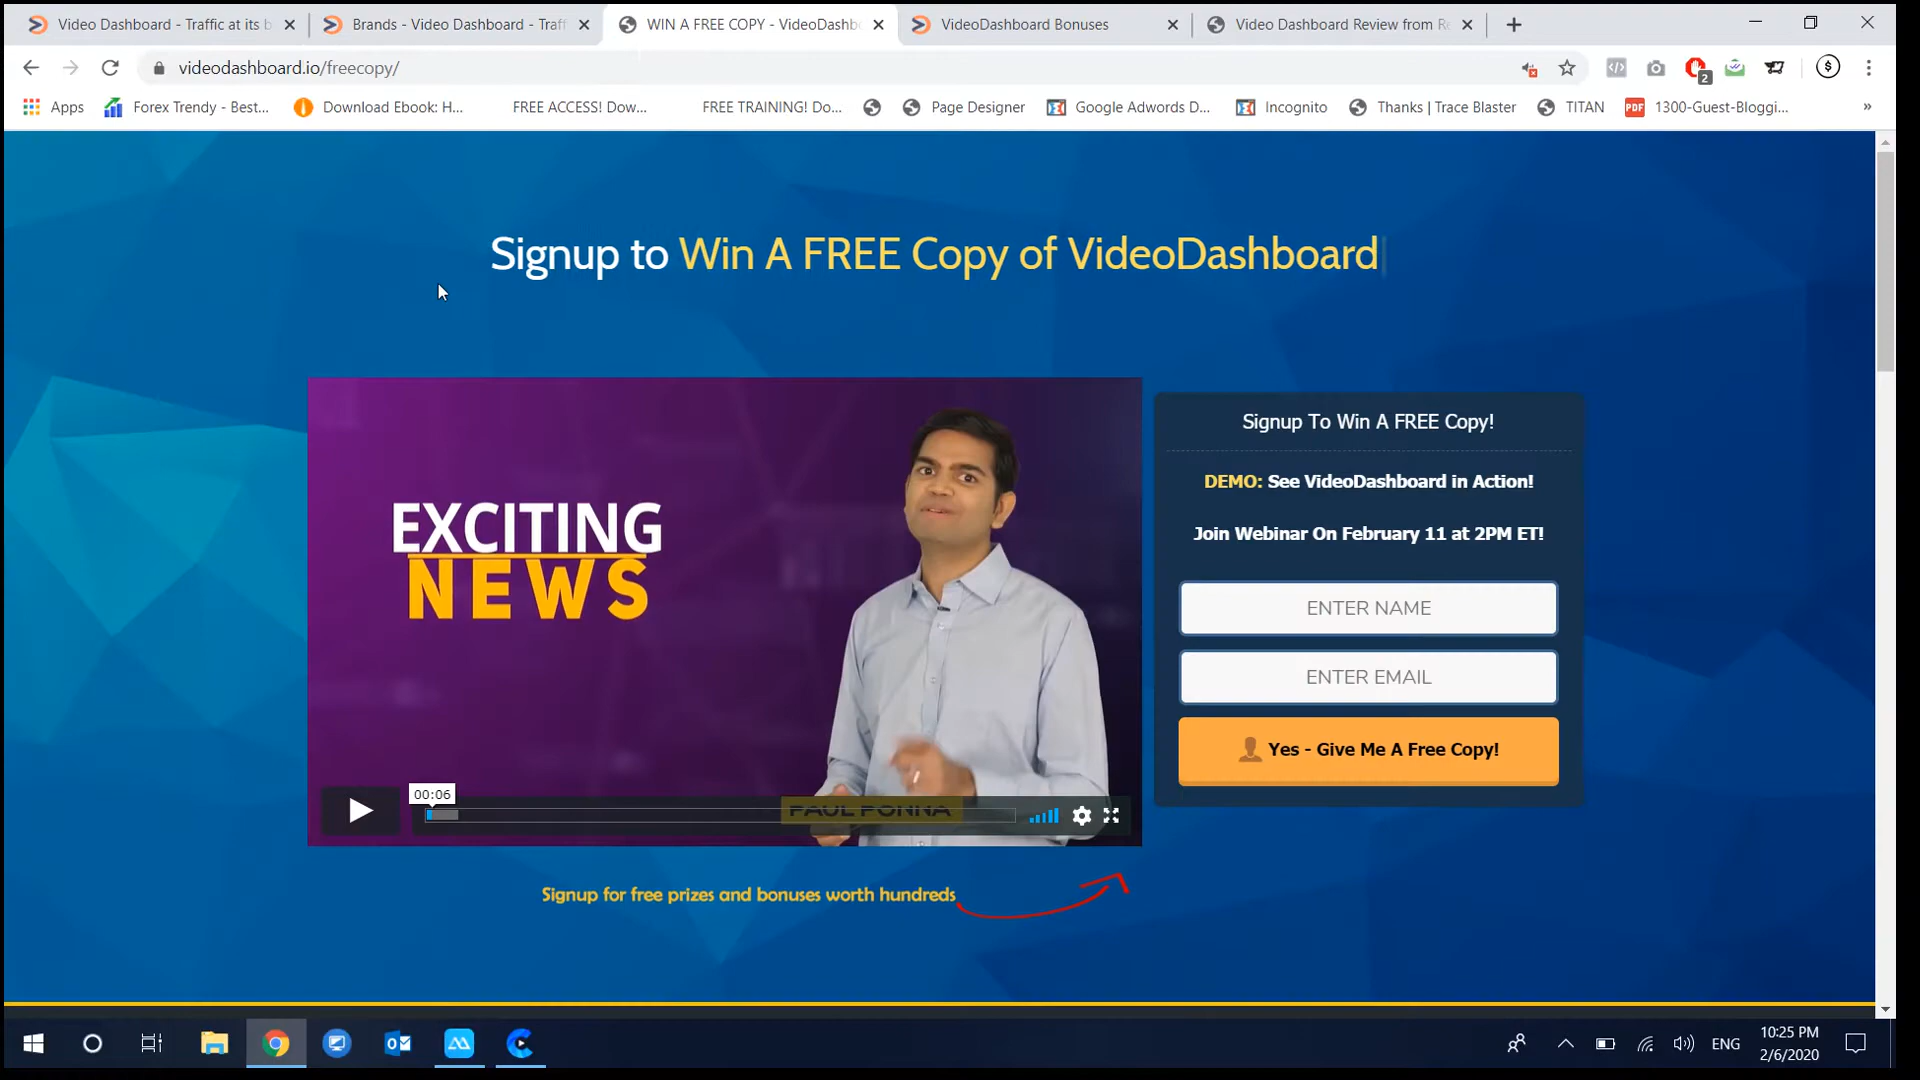 Video Dashboard - Traffic at its b
Brands - Video Dashboard - Traff
WIN A FREE COPY - VideoDashb
VideoDashboard Bonuses
Video Dashboard Review from Re
videodashboard.io/freecopy/
2
$
Apps
Forex Trendy - Best...
Download Ebook: H...
FREE ACCESS! Dow...
FREE TRAINING! Do...
Page Designer
Google Adwords D...
Incognito
Thanks | Trace Blaster
TITAN
PDF
1300-Guest-Bloggi...
»
Signup to Win A FREE Copy of VideoDashboard
EXCITING
NEWS
PAUL PONNA
00:06
Signup To Win A FREE Copy!
DEMO: See VideoDashboard in Action!
Join Webinar On February 11 at 2PM ET!
ENTER NAME
ENTER EMAIL
Yes - Give Me A Free Copy!
Signup for free prizes and bonuses worth hundreds
ENG
10:25 PM
2/6/2020